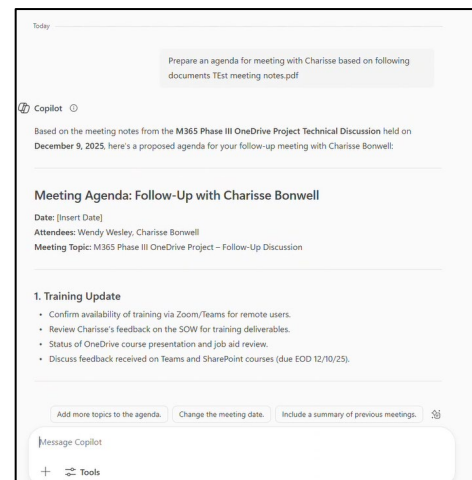 Today
Prepare an agenda for meeting with Charisse based on following
documents TEst meeting notes.pdf
Copilot
Based on the meeting notes from the M365 Phase III OneDrive Project Technical Discussion held on
December 9, 2025, here's a proposed agenda for your follow-up meeting with Charisse Bonwell:
Meeting Agenda: Follow-Up with Charisse Bonwell
Date: [Insert Date]
Attendees: Wendy Wesley, Charisse Bonwell
Meeting Topic: M365 Phase III OneDrive Project – Follow-Up Discussion
1. Training Update
• Confirm availability of training via Zoom/Teams for remote users.
• Review Charisse's feedback on the SOW for training deliverables.
• Status of OneDrive course presentation and job aid review.
• Discuss feedback received on Teams and SharePoint courses (due EOD 12/10/25).
Add more topics to the agenda. Change the meeting date. Include a summary of previous meetings.
Message Copilot
+ Tools